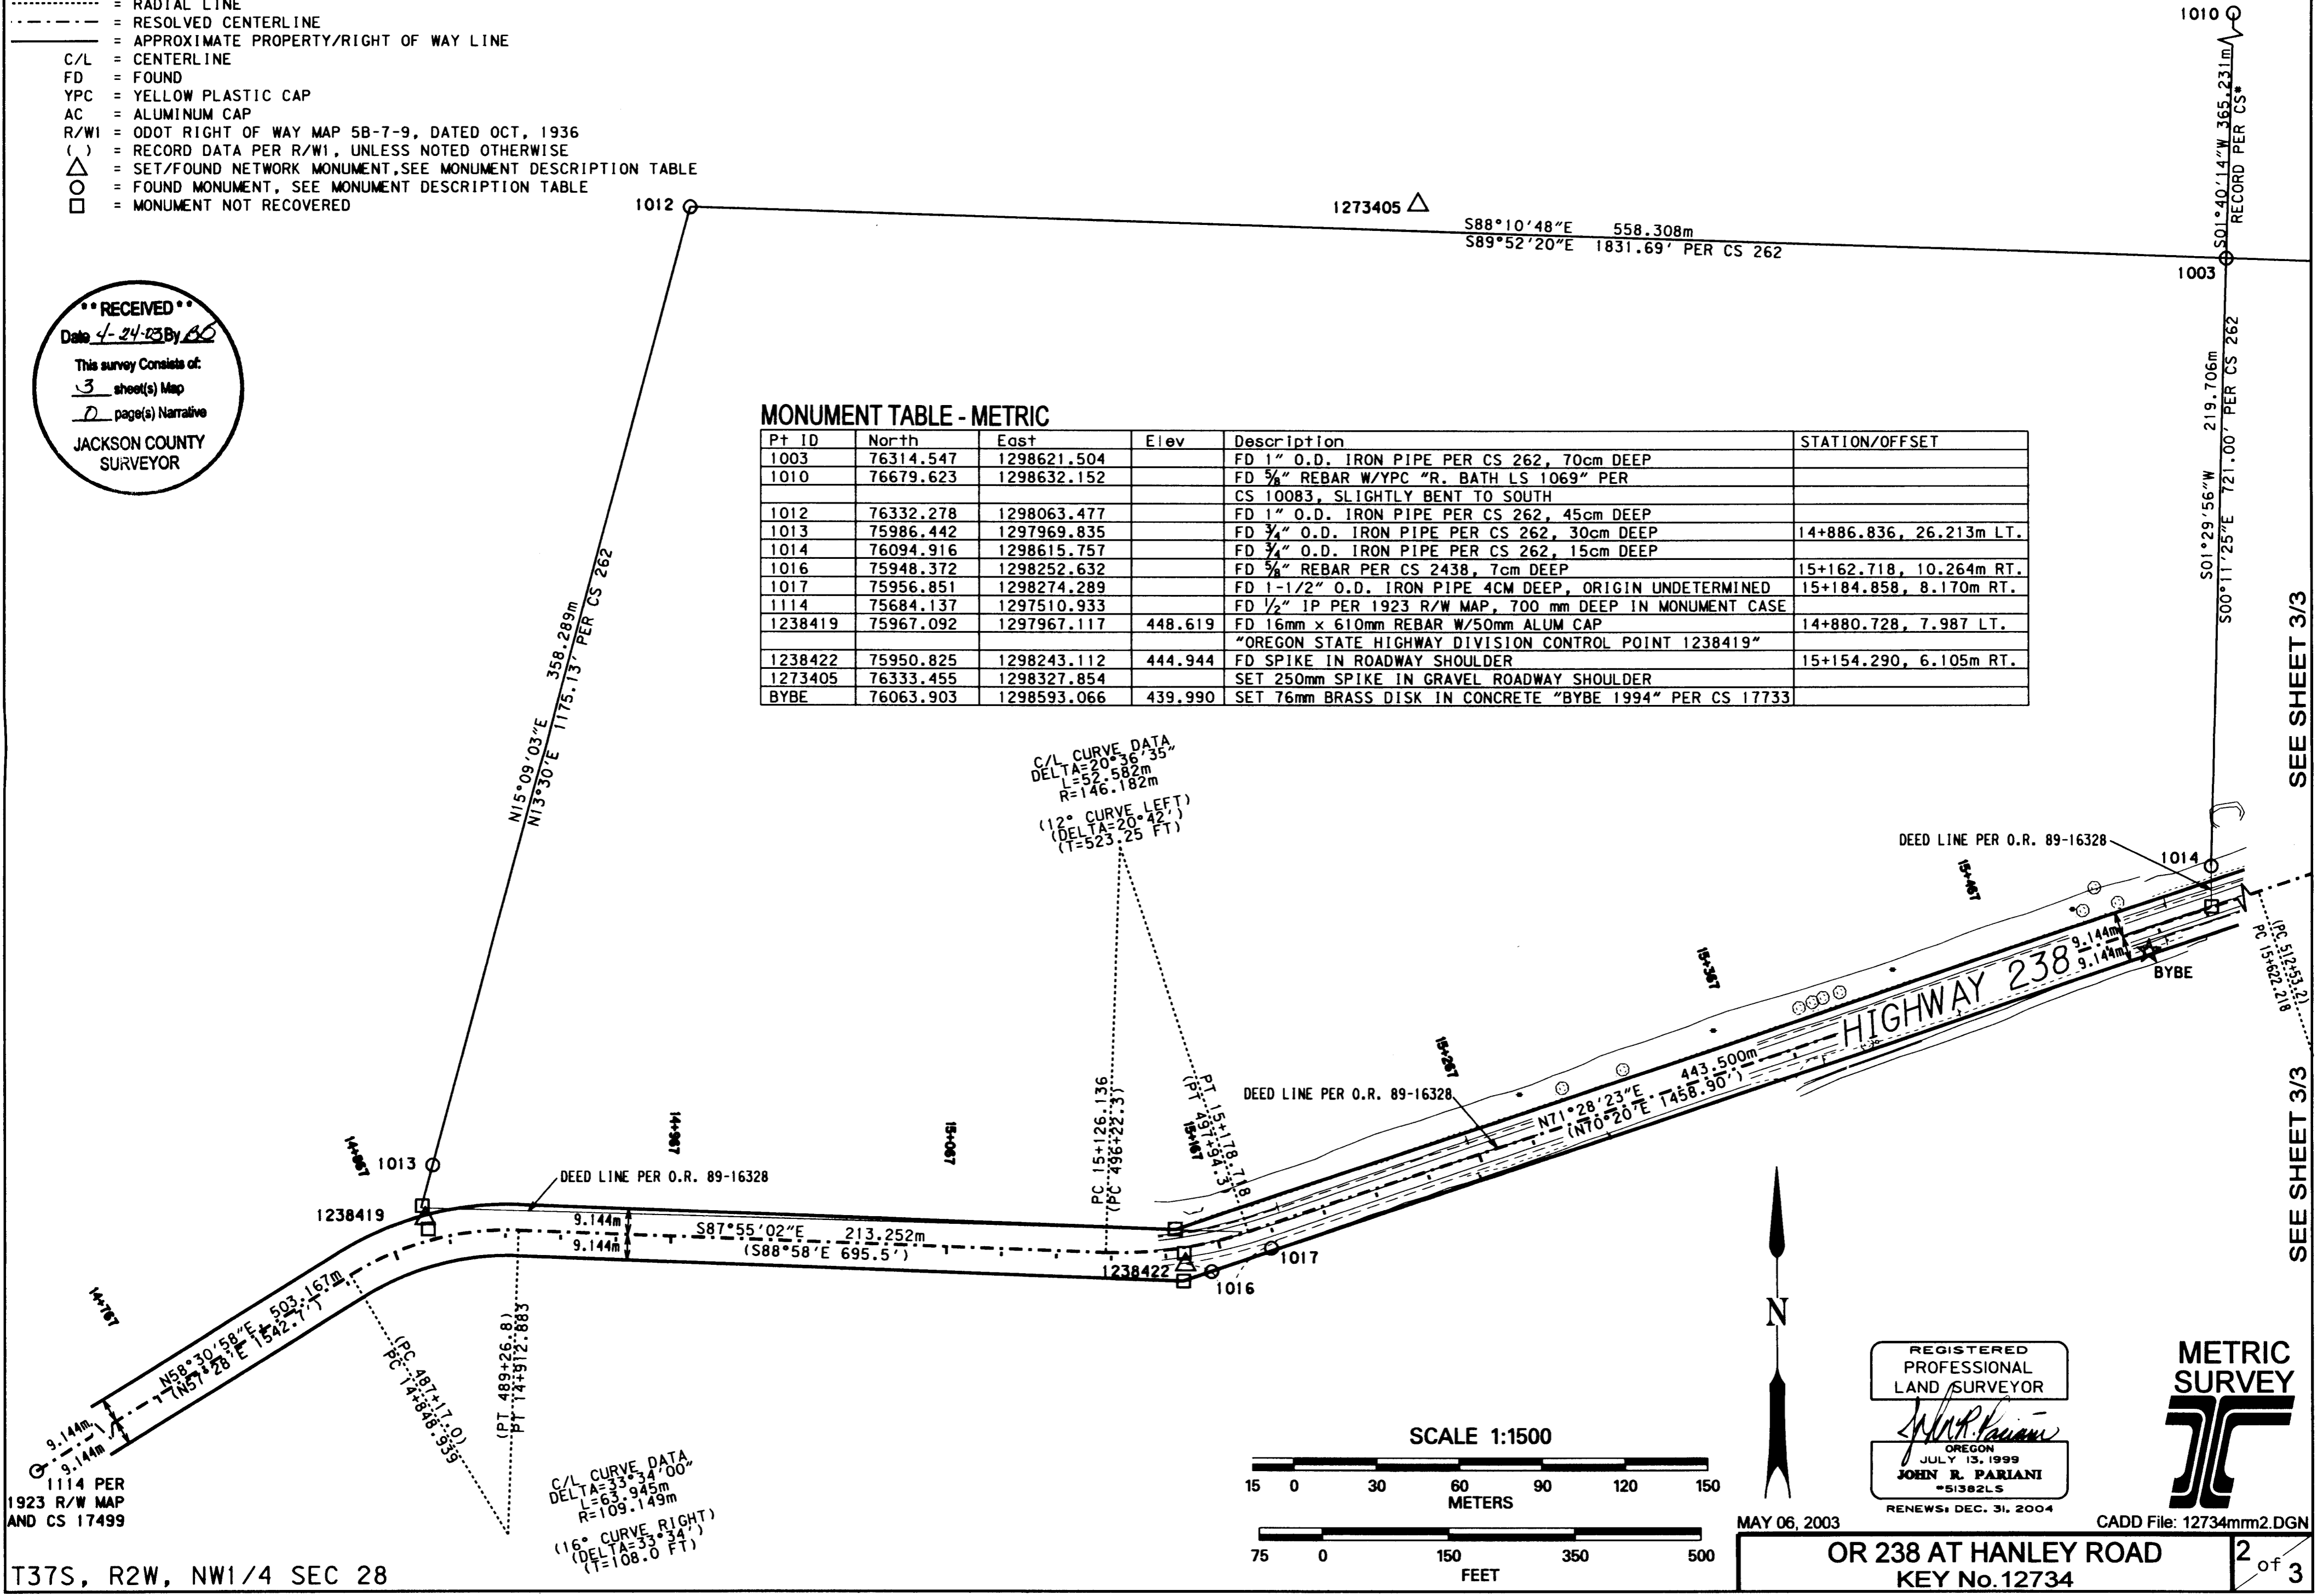 = RADIAL LINE
= RESOLVED CENTERLINE
= APPROXIMATE PROPERTY/RIGHT OF WAY LINE
C/L = CENTERLINE
FD = FOUND
YPC = YELLOW PLASTIC CAP
AC = ALUMINUM CAP
R/W1 = ODOT RIGHT OF WAY MAP 5B-7-9, DATED OCT, 1936
( ) = RECORD DATA PER R/W1, UNLESS NOTED OTHERWISE
△ = SET/FOUND NETWORK MONUMENT,SEE MONUMENT DESCRIPTION TABLE
○ = FOUND MONUMENT, SEE MONUMENT DESCRIPTION TABLE
□ = MONUMENT NOT RECOVERED
1010
S01°40'14"W 365.231m
RECORD PER CS*
1012
1273405
S88°10'48"E 558.308m
S89°52'20"E 1831.69' PER CS 262
1003
** RECEIVED **
Date 4-24-03 By BO
This survey Consists of:
3 sheet(s) Map
0 page(s) Narrative
JACKSON COUNTY
SURVEYOR
N15°09'03"E 358.289m
N13°30'E 1175.13' PER CS 262
S01°29'56"W 219.706m
S00°11'25"E 721.00' PER CS 262
MONUMENT TABLE - METRIC
Pt ID North East Elev Description STATION/OFFSET
1003 76314.547 1298621.504 FD 1" O.D. IRON PIPE PER CS 262, 70cm DEEP
1010 76679.623 1298632.152 FD 5/8" REBAR W/YPC "R. BATH LS 1069" PER
CS 10083, SLIGHTLY BENT TO SOUTH
1012 76332.278 1298063.477 FD 1" O.D. IRON PIPE PER CS 262, 45cm DEEP
1013 75986.442 1297969.835 FD 3/4" O.D. IRON PIPE PER CS 262, 30cm DEEP 14+886.836, 26.213m LT.
1014 76094.916 1298615.757 FD 3/4" O.D. IRON PIPE PER CS 262, 15cm DEEP
1016 75948.372 1298252.632 FD 5/8" REBAR PER CS 2438, 7cm DEEP 15+162.718, 10.264m RT.
1017 75956.851 1298274.289 FD 1-1/2" O.D. IRON PIPE 4CM DEEP, ORIGIN UNDETERMINED 15+184.858, 8.170m RT.
1114 75684.137 1297510.933 FD 1/2" IP PER 1923 R/W MAP, 700 mm DEEP IN MONUMENT CASE
1238419 75967.092 1297967.117 448.619 FD 16mm x 610mm REBAR W/50mm ALUM CAP 14+880.728, 7.987 LT.
"OREGON STATE HIGHWAY DIVISION CONTROL POINT 1238419"
1238422 75950.825 1298243.112 444.944 FD SPIKE IN ROADWAY SHOULDER 15+154.290, 6.105m RT.
1273405 76333.455 1298327.854 SET 250mm SPIKE IN GRAVEL ROADWAY SHOULDER
BYBE 76063.903 1298593.066 439.990 SET 76mm BRASS DISK IN CONCRETE "BYBE 1994" PER CS 17733
SEE SHEET 3/3
C/L CURVE DATA
DELTA=20°36'35"
L=52.582m
R=146.182m
(12° CURVE LEFT)
(DELTA=20°42')
(T=523.25 FT)
DEED LINE PER O.R. 89-16328
1014
15+467
9.144m
9.144m
BYBE
(PC 512+53.2)
PC 15+622.218
HIGHWAY 238
15+367
15+267
443.500m
N71°28'23"E
(N70°20'E 1458.90')
DEED LINE PER O.R. 89-16328
PC 15+126.136
(PC 496+22.3)
PT 15+178.718
(PT 497+94.3)
15+167
15+067
14+967
14+867
1013
DEED LINE PER O.R. 89-16328
1238419
9.144m
9.144m
S87°55'02"E 213.252m
(S88°58'E 695.5')
1238422
1016
1017
14+767
N58°30'58"E 503.167m
(N57°28'E 1542.7')
9.144m
9.144m
1114 PER
1923 R/W MAP
AND CS 17499
(PC 487+17.0)
PC 14+848.939
(PT 489+26.8)
PT 14+912.883
C/L CURVE DATA
DELTA=33°34'00"
L=63.945m
R=109.149m
(16° CURVE RIGHT)
(DELTA=33°34')
(T=108.0 FT)
SEE SHEET 3/3
N
SCALE 1:1500
15 0 30 60 90 120 150
METERS
75 0 150 350 500
FEET
REGISTERED
PROFESSIONAL
LAND SURVEYOR
John R. Pariani
OREGON
JULY 13, 1999
JOHN R. PARIANI
*51382LS
RENEWS: DEC. 31, 2004
METRIC
SURVEY
MAY 06, 2003
CADD File: 12734mrm2.DGN
OR 238 AT HANLEY ROAD
KEY No.12734
2 of 3
T37S, R2W, NW1/4 SEC 28